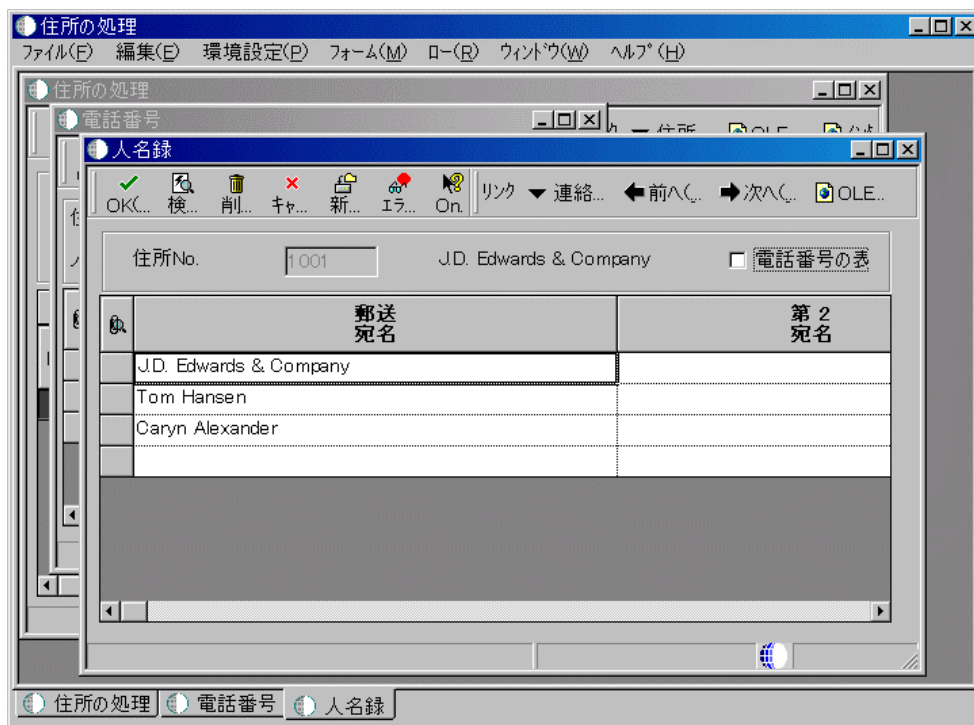 住所の処理
ファイル(F) 編集(E) 環境設定(P) フォーム(M) ロー(R) ウィンドウ(W) ヘルプ(H)
住所の処理
電話番号
住所 OLE
人名録
OK(... 検... 削... キャ... 新... エラ... On. リンク 連絡... 前へ(.. 次へ(.. OLE..
住所No. 1001 J.D. Edwards & Company 電話番号の表
郵送
宛名
第２
宛名
J.D. Edwards & Company
Tom Hansen
Caryn Alexander
住所の処理 電話番号 人名録